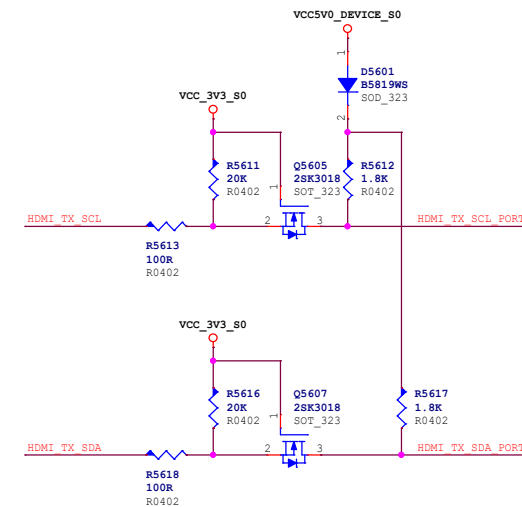 VCC5V0_DEVICE_S0
1
D5601
B5819WS
SOD_323
2
VCC_3V3_S0
R5611
20K
R0402
1
Q5605
2SK3018
SOT_323
R5612
1.8K
R0402
HDMI_TX_SCL
2
3
HDMI_TX_SCL_PORT
R5613
100R
R0402
VCC_3V3_S0
R5616
20K
R0402
1
Q5607
2SK3018
SOT_323
R5617
1.8K
R0402
HDMI_TX_SDA
2
3
HDMI_TX_SDA_PORT
R5618
100R
R0402